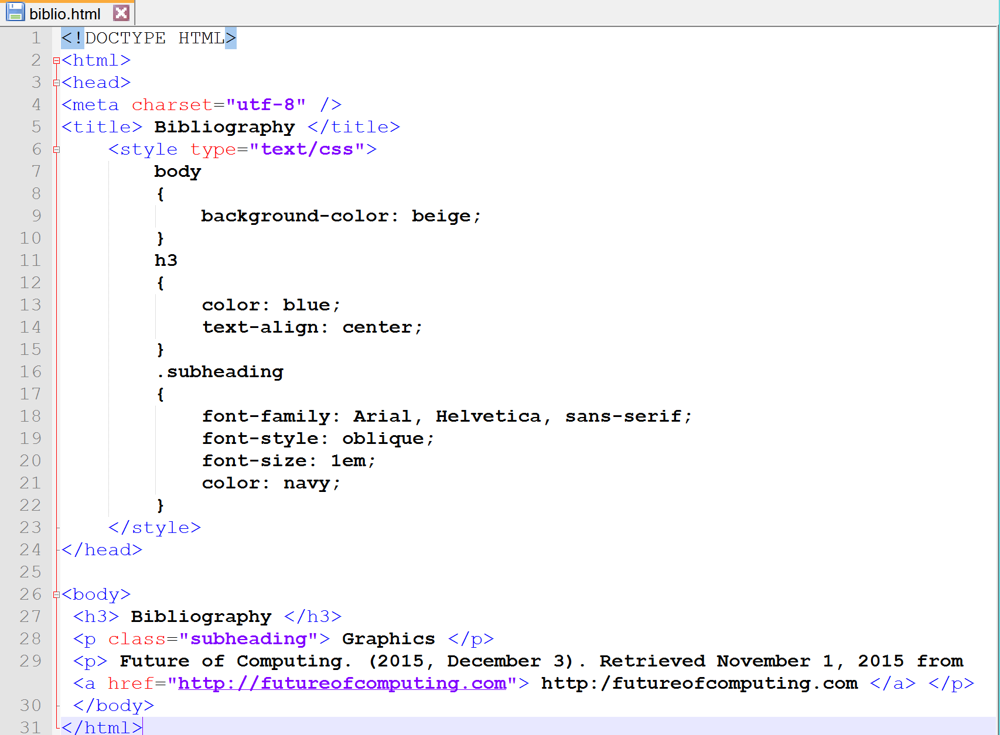 biblio.html
1 <!DOCTYPE HTML>
2 <html>
3 <head>
4 <meta charset="utf-8" />
5 <title> Bibliography </title>
6 <style type="text/css">
7 body
8 {
9 background-color: beige;
10 }
11 h3
12 {
13 color: blue;
14 text-align: center;
15 }
16 .subheading
17 {
18 font-family: Arial, Helvetica, sans-serif;
19 font-style: oblique;
20 font-size: 1em;
21 color: navy;
22 }
23 </style>
24 </head>
25
26 <body>
27 <h3> Bibliography </h3>
28 <p class="subheading"> Graphics </p>
29 <p> Future of Computing. (2015, December 3). Retrieved November 1, 2015 from
<a href="http://futureofcomputing.com"> http:/futureofcomputing.com </a> </p>
30 </body>
31 </html>